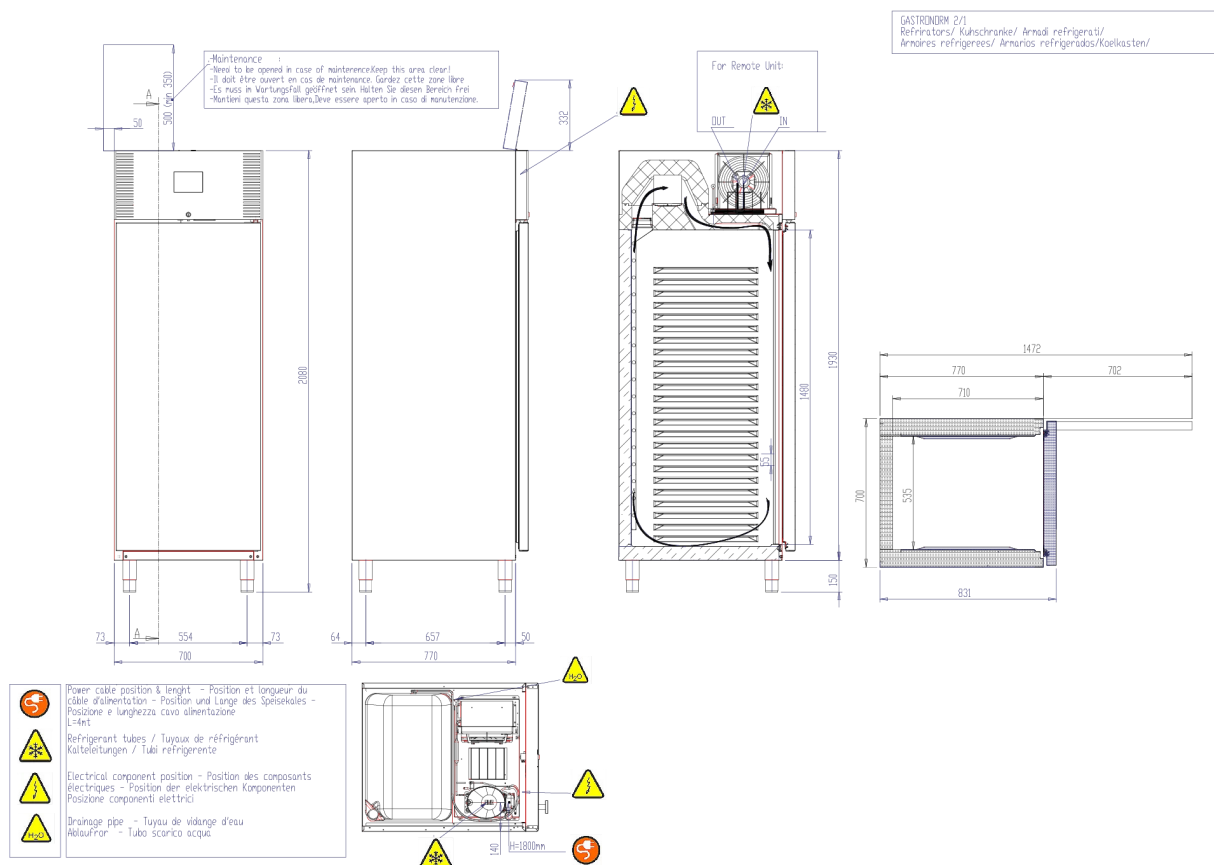 GASTRONORM 2/1
Refrirators/ Kuhschranke/ Armadi refrigerati/
Armoires refrigerees/ Armarios refrigerados/Koelkasten/
-Maintenance :
-Need to be opened in case of mainterence.Keep this area clear!
-Il doit être ouvert en cas de maintenance. Gardez cette zone libre
-Es muss in Wartungsfall geöffnet sein. Halten Sie diesen Bereich frei
-Mantieni questa zona libera,Deve essere aperto in caso di manutenzione.
For Remote Unit:
OUT IN
A
500 (min 350)
50
332
2080
1930
1480
65
150
1472
770 702
710
700
535
831
73 A 554 73
700
64 657 50
770
H2O
140
H=1800mm
Power cable position & lenght - Position et longueur du
câble d'alimentation - Position und Lange des Speisekales -
Posizione e lunghezza cavo alimentazione
L=4mt
Refrigerant tubes / Tuyaux de réfrigérant
Kalteleitungen / Tubi refrigerente
Electrical component position - Position des composants
électriques - Position der elektrischen Komponenten
Posizione componenti elettrici
H2O
Drainage pipe - Tuyau de vidange d'eau
Ablaufror - Tubo scarico acqua